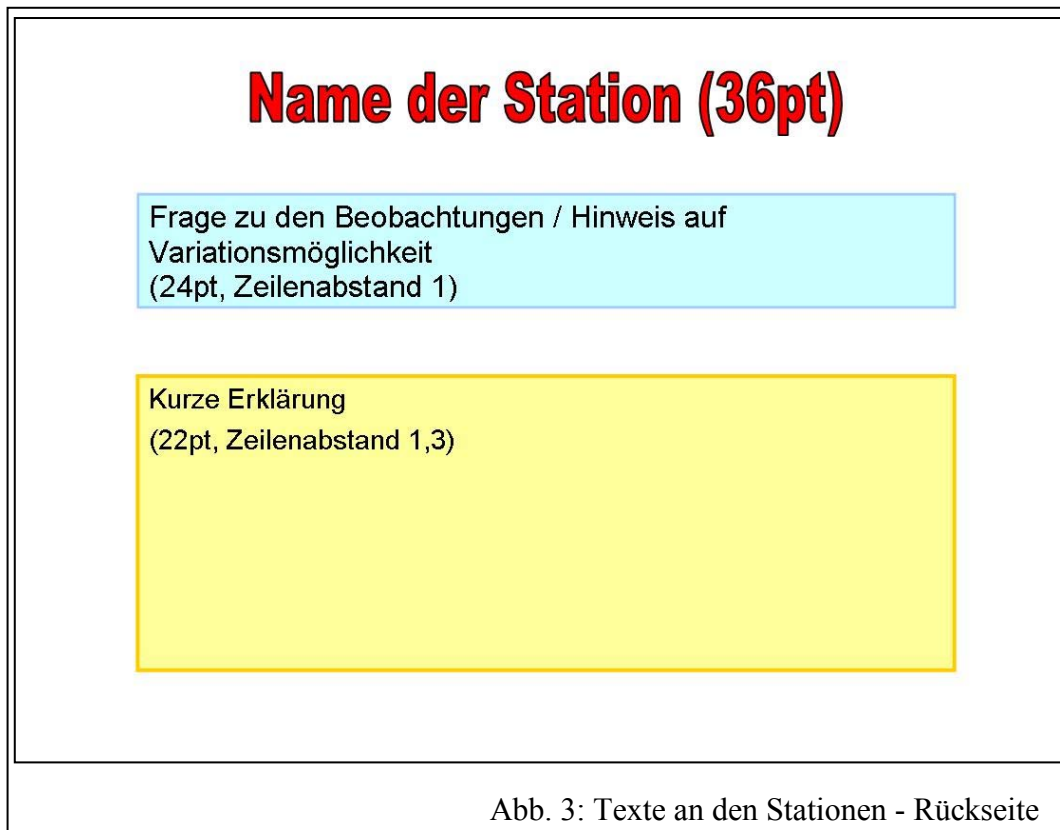 Name der Station (36pt)
Frage zu den Beobachtungen / Hinweis auf
Variationsmöglichkeit
(24pt, Zeilenabstand 1)
Kurze Erklärung
(22pt, Zeilenabstand 1,3)
Abb. 3: Texte an den Stationen - Rückseite